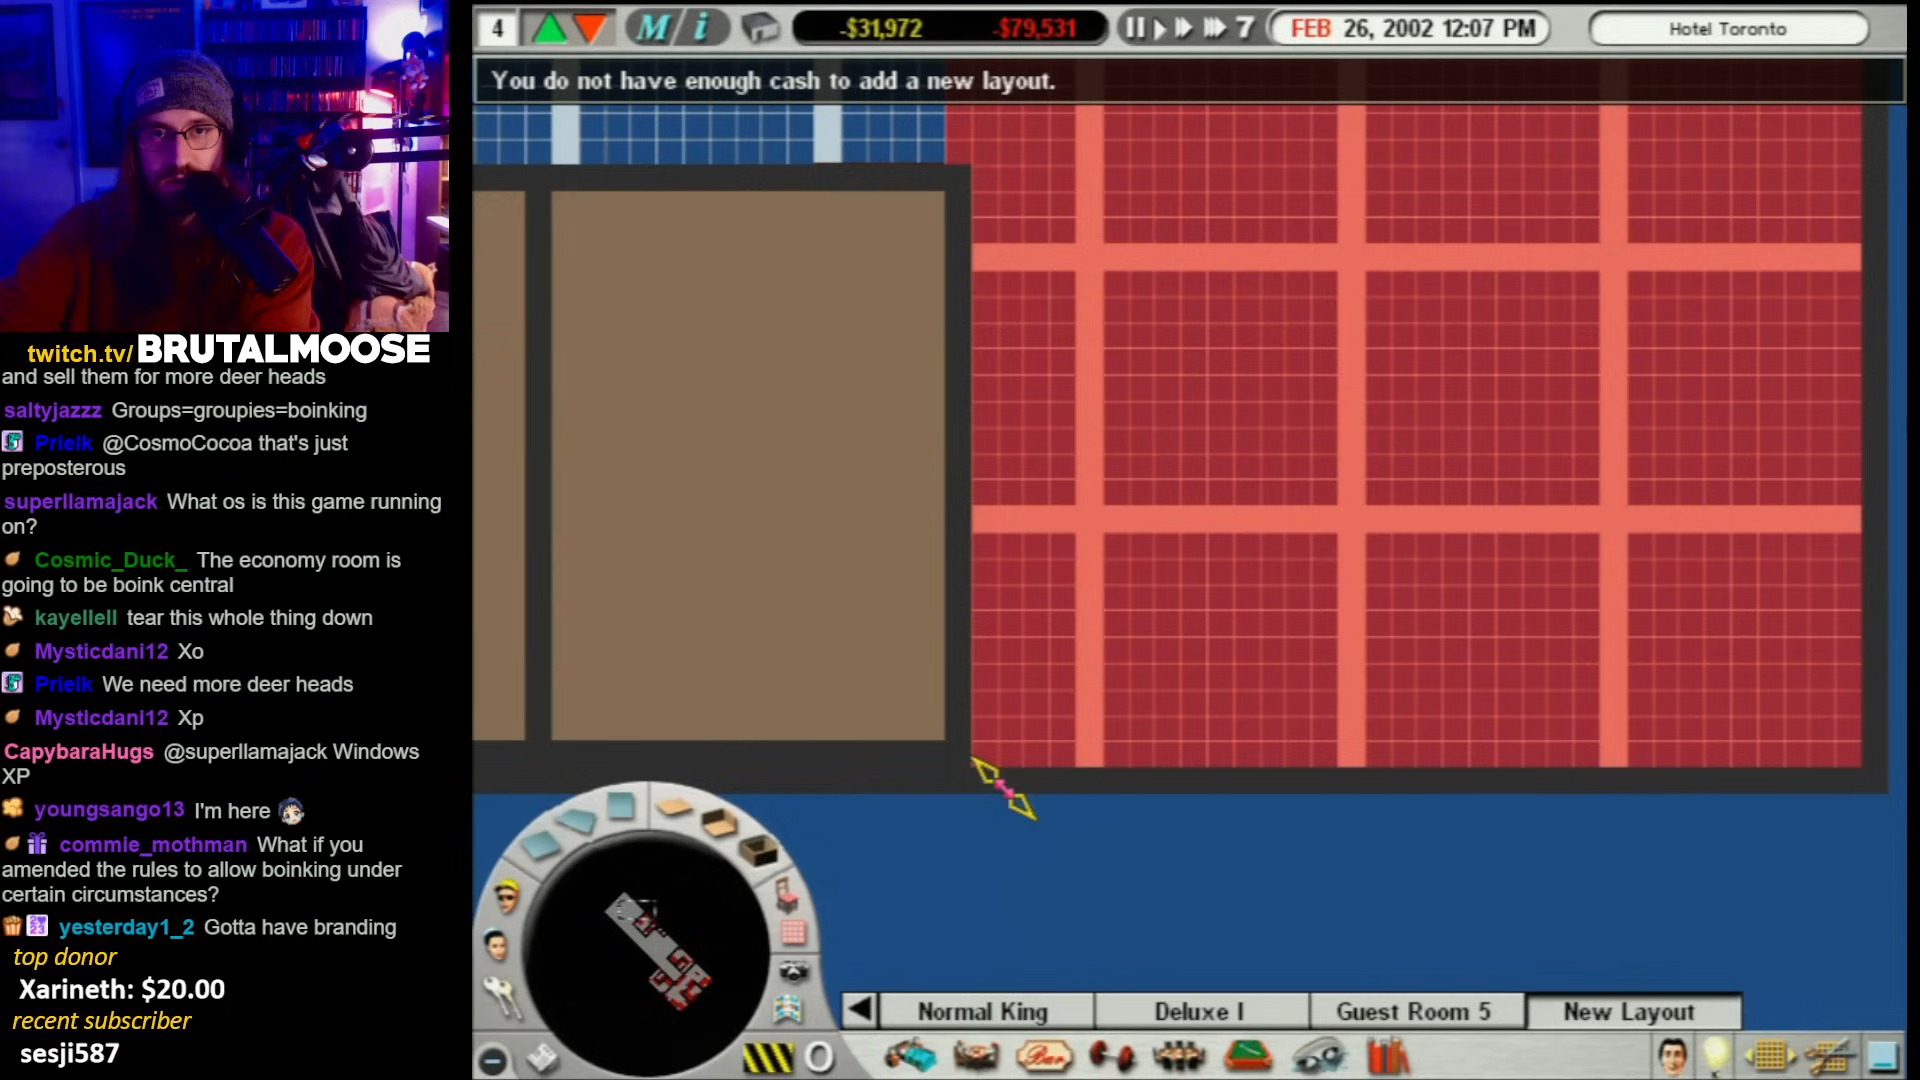 4
M i
-$31,972 -$79,531
7
FEB 26, 2002 12:07 PM
Hotel Toronto
You do not have enough cash to add a new layout.
twitch.tv/BRUTALMOOSE
and sell them for more deer heads
saltyjazzz Groups=groupies=boinking
Prielk @CosmoCocoa that's just
preposterous
superllamajack What os is this game running
on?
Cosmic_Duck_ The economy room is
going to be boink central
kayellell tear this whole thing down
Mysticdani12 Xo
Prielk We need more deer heads
Mysticdani12 Xp
CapybaraHugs @superllamajack Windows
XP
youngsango13 I'm here
commie_mothman What if you
amended the rules to allow boinking under
certain circumstances?
yesterday1_2 Gotta have branding
top donor
Xarineth: $20.00
recent subscriber
sesji587
Normal King
Deluxe I
Guest Room 5
New Layout
O
Bar